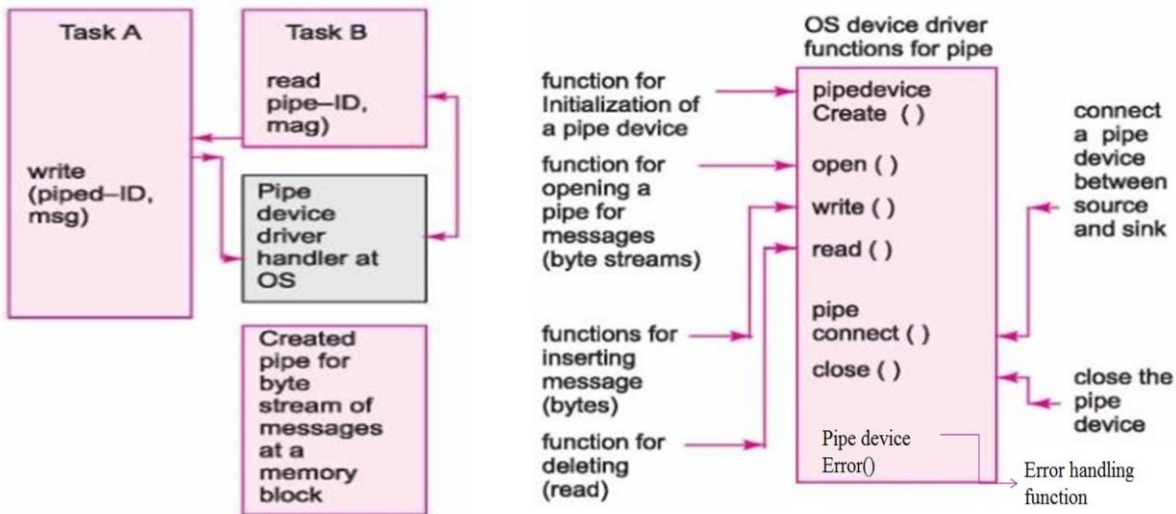 Task A
write
(piped–ID,
msg)
Task B
read
pipe–ID,
mag)
Pipe
device
driver
handler at
OS
Created
pipe for
byte
stream of
messages
at a
memory
block
OS device driver
functions for pipe
function for
Initialization of
a pipe device
function for
opening a
pipe for
messages
(byte streams)
functions for
inserting
message
(bytes)
function for
deleting
(read)
pipedevice
Create ( )
open ( )
write ( )
read ( )
pipe
connect ( )
close ( )
Pipe device
Error()
connect
a pipe
device
between
source
and sink
close the
pipe
device
Error handling
function